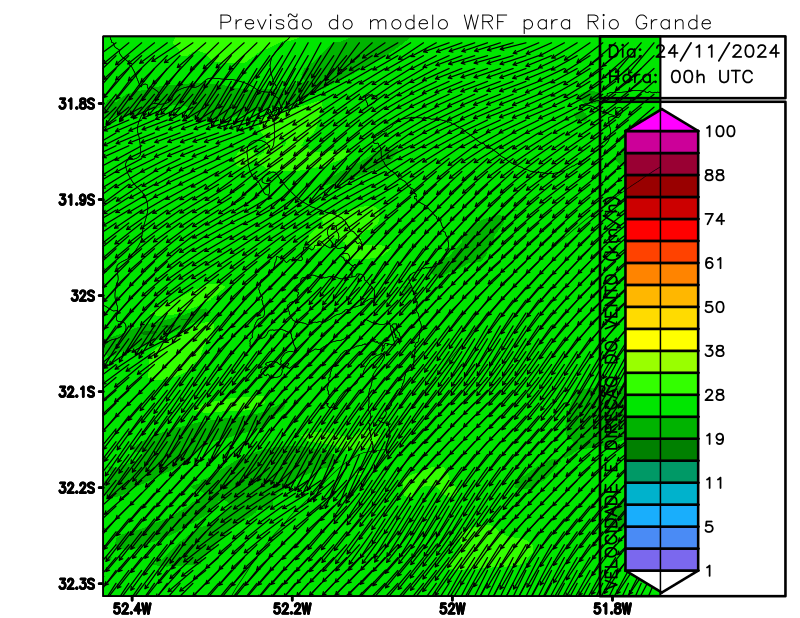 Previsão do modelo WRF para Rio Grande
Dia: 24/11/2024
Hora: 00h UTC
31.8S
31.9S
32S
32.1S
32.2S
32.3S
52.4W
52.2W
52W
51.8W
VELOCIDADE E DIREÇÃO DO VENTO (km/h)
100
88
74
61
50
38
28
19
11
5
1